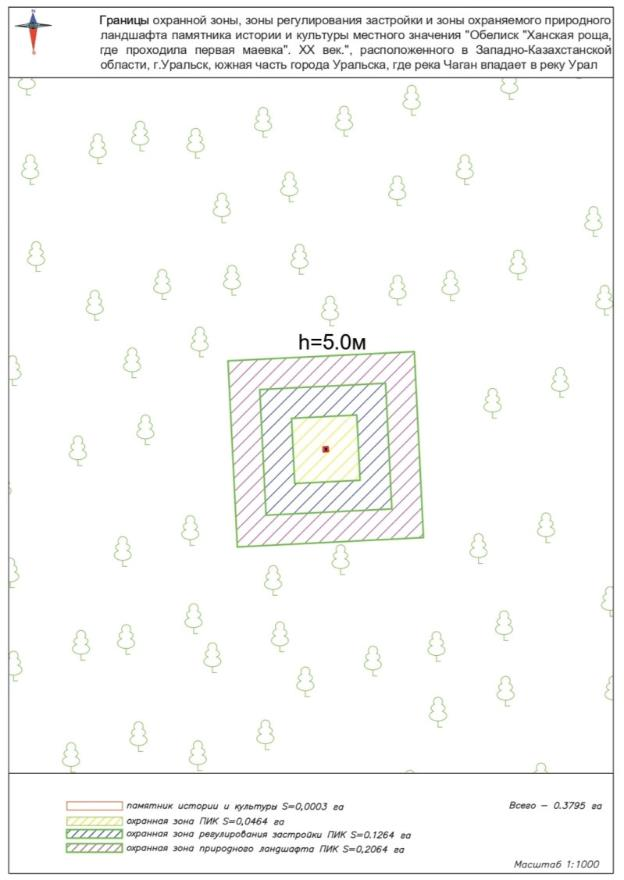 N
Границы охранной зоны, зоны регулирования застройки и зоны охраняемого природного
ландшафта памятника истории и культуры местного значения "Обелиск "Ханская роща,
где проходила первая маевка". ХХ век.", расположенного в Западно-Казахстанской
области, г.Уральск, южная часть города Уральска, где река Чаган впадает в реку Урал
h=5.0м
памятник истории и культуры S=0,0003 га
охранная зона ПИК S=0,0464 га
охранная зона регулирования застройки ПИК S=0.1264 га
охранная зона природного ландшафта ПИК S=0,2064 га
Всего – 0.3795 га
Масштаб 1:1000